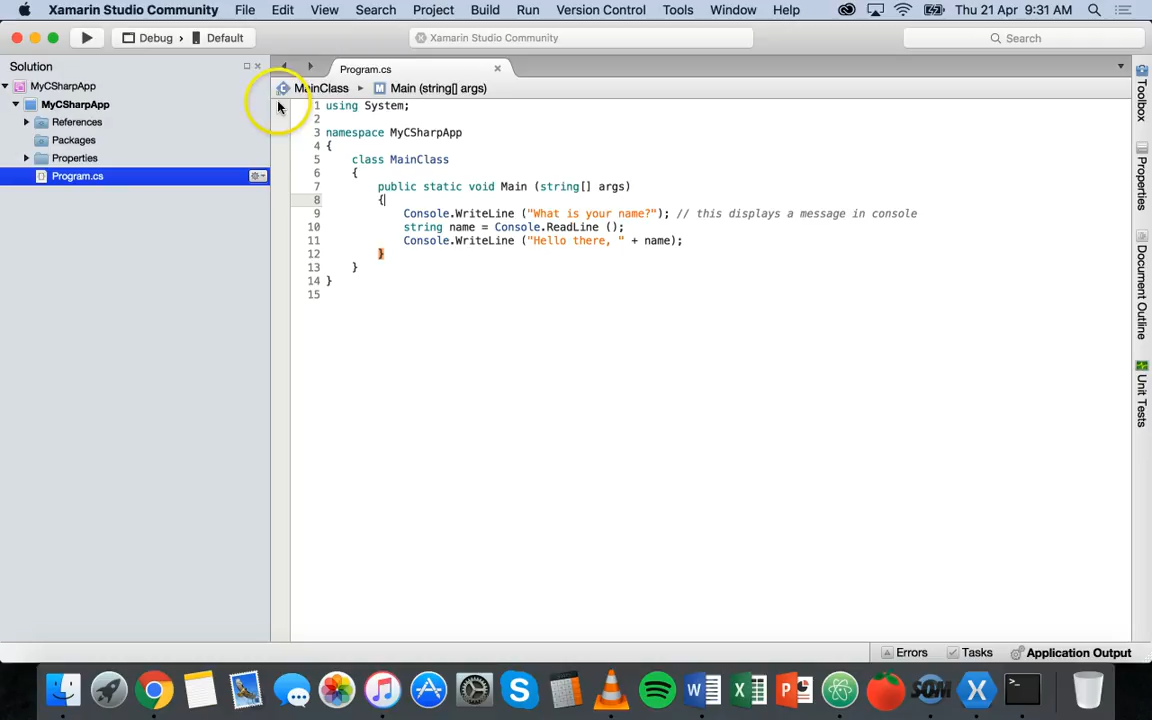 Xamarin Studio Community File Edit View Search Project Build Run Version Control Tools Window Help Thu 21 Apr 9:31 AM
Debug Default Xamarin Studio Community Search
Solution
MyCSharpApp
MyCSharpApp
References
Packages
Properties
Program.cs
Program.cs
MainClass Main (string[] args)
1 using System;
2
3 namespace MyCSharpApp
4 {
5 class MainClass
6 {
7 public static void Main (string[] args)
8 {
9 Console.WriteLine ("What is your name?"); // this displays a message in console
10 string name = Console.ReadLine ();
11 Console.WriteLine ("Hello there, " + name);
12 }
13 }
14 }
15
Toolbox
Properties
Document Outline
Unit Tests
Errors Tasks Application Output
SOM